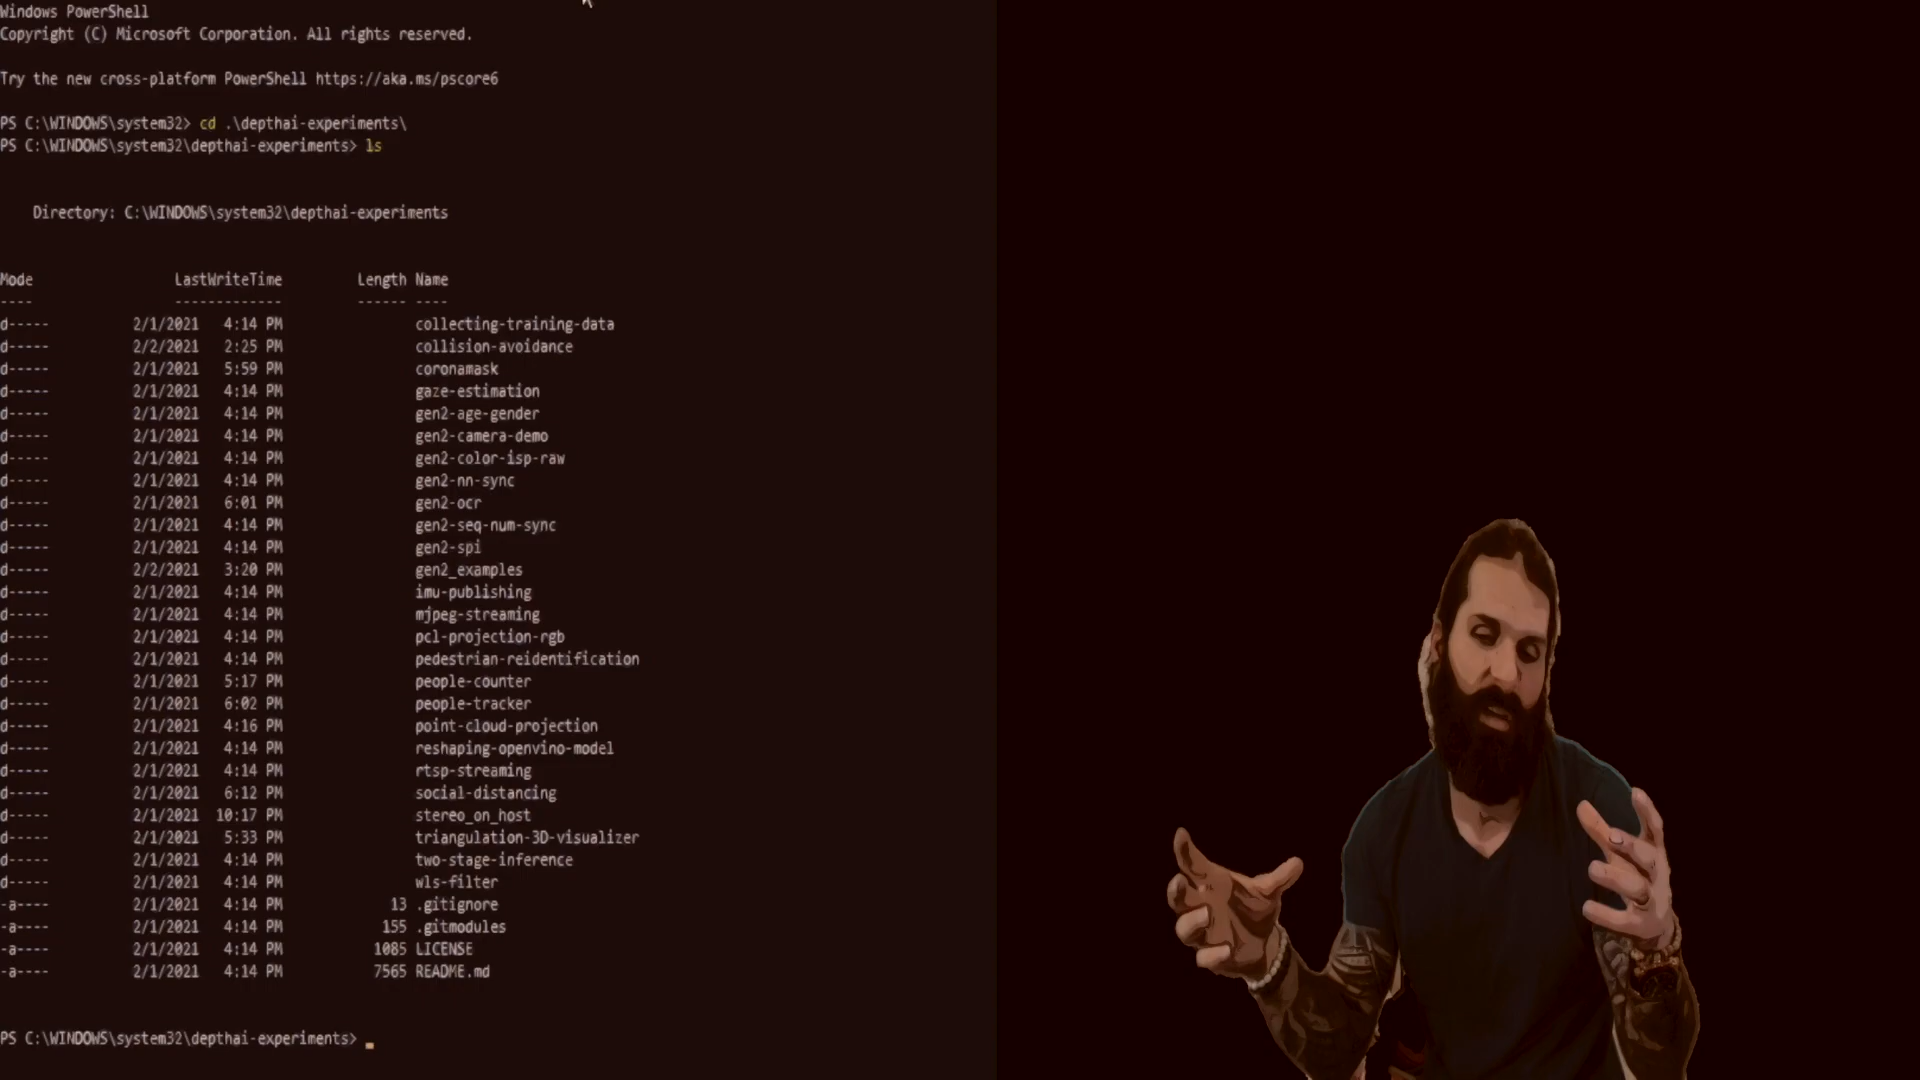 Windows PowerShell
Copyright (C) Microsoft Corporation. All rights reserved.
Try the new cross-platform PowerShell https://aka.ms/pscore6
PS C:\WINDOWS\system32> cd .\depthai-experiments\
PS C:\WINDOWS\system32\depthai-experiments> ls
Directory: C:\WINDOWS\system32\depthai-experiments
Mode LastWriteTime Length Name
---- ------------- ------ ----
d----- 2/1/2021 4:14 PM collecting-training-data
d----- 2/2/2021 2:25 PM collision-avoidance
d----- 2/1/2021 5:59 PM coronamask
d----- 2/1/2021 4:14 PM gaze-estimation
d----- 2/1/2021 4:14 PM gen2-age-gender
d----- 2/1/2021 4:14 PM gen2-camera-demo
d----- 2/1/2021 4:14 PM gen2-color-isp-raw
d----- 2/1/2021 4:14 PM gen2-nn-sync
d----- 2/1/2021 6:01 PM gen2-ocr
d----- 2/1/2021 4:14 PM gen2-seq-num-sync
d----- 2/1/2021 4:14 PM gen2-spi
d----- 2/2/2021 3:20 PM gen2_examples
d----- 2/1/2021 4:14 PM imu-publishing
d----- 2/1/2021 4:14 PM mjpeg-streaming
d----- 2/1/2021 4:14 PM pcl-projection-rgb
d----- 2/1/2021 4:14 PM pedestrian-reidentification
d----- 2/1/2021 5:17 PM people-counter
d----- 2/1/2021 6:02 PM people-tracker
d----- 2/1/2021 4:16 PM point-cloud-projection
d----- 2/1/2021 4:14 PM reshaping-openvino-model
d----- 2/1/2021 4:14 PM rtsp-streaming
d----- 2/1/2021 6:12 PM social-distancing
d----- 2/1/2021 10:17 PM stereo_on_host
d----- 2/1/2021 5:33 PM triangulation-3D-visualizer
d----- 2/1/2021 4:14 PM two-stage-inference
d----- 2/1/2021 4:14 PM wls-filter
-a---- 2/1/2021 4:14 PM 13 .gitignore
-a---- 2/1/2021 4:14 PM 155 .gitmodules
-a---- 2/1/2021 4:14 PM 1085 LICENSE
-a---- 2/1/2021 4:14 PM 7565 README.md
PS C:\WINDOWS\system32\depthai-experiments>